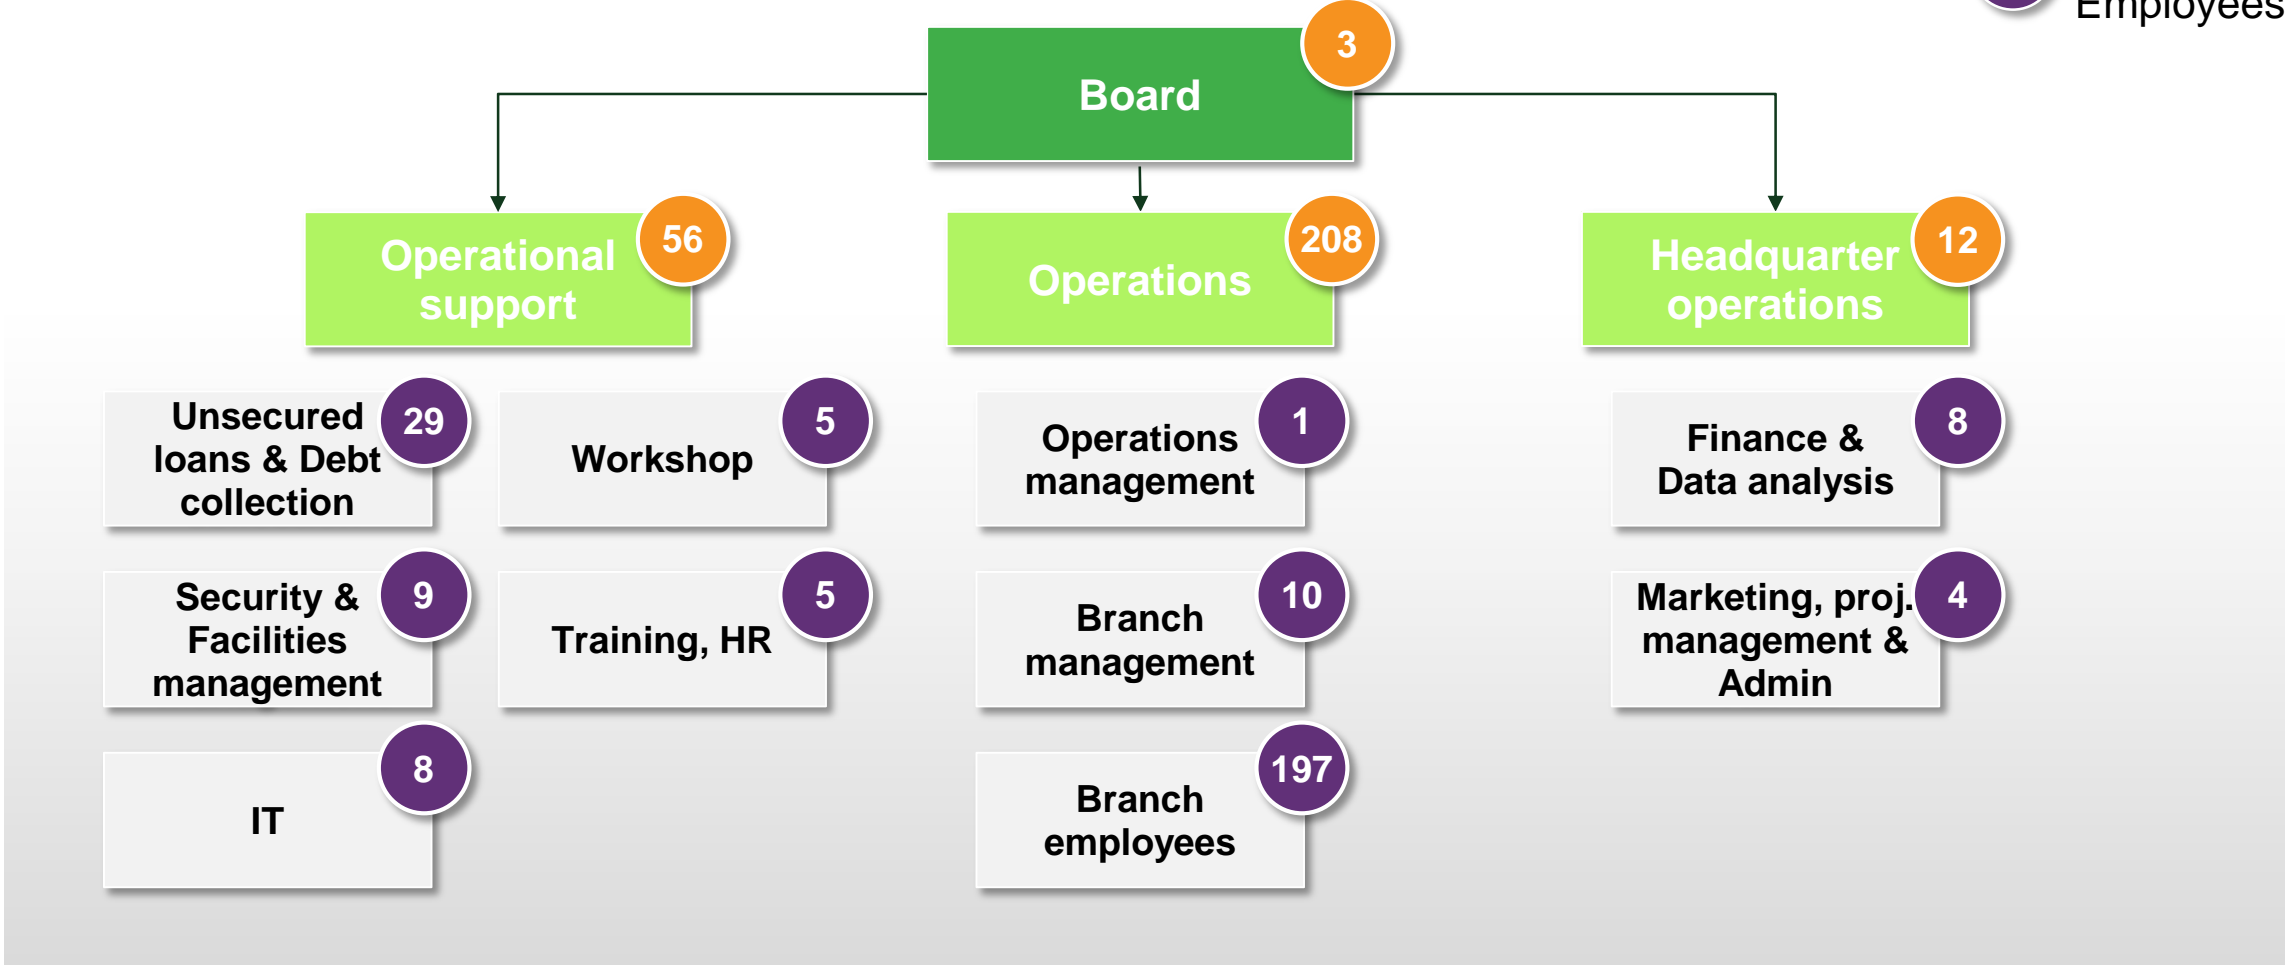 Employees
3
Board
56
Operational
support
208
Operations
12
Headquarter
operations
29
Unsecured
loans & Debt
collection
5
Workshop
1
Operations
management
8
Finance &
Data analysis
9
Security &
Facilities
management
5
Training, HR
10
Branch
management
4
Marketing, proj.
management &
Admin
8
IT
197
Branch
employees